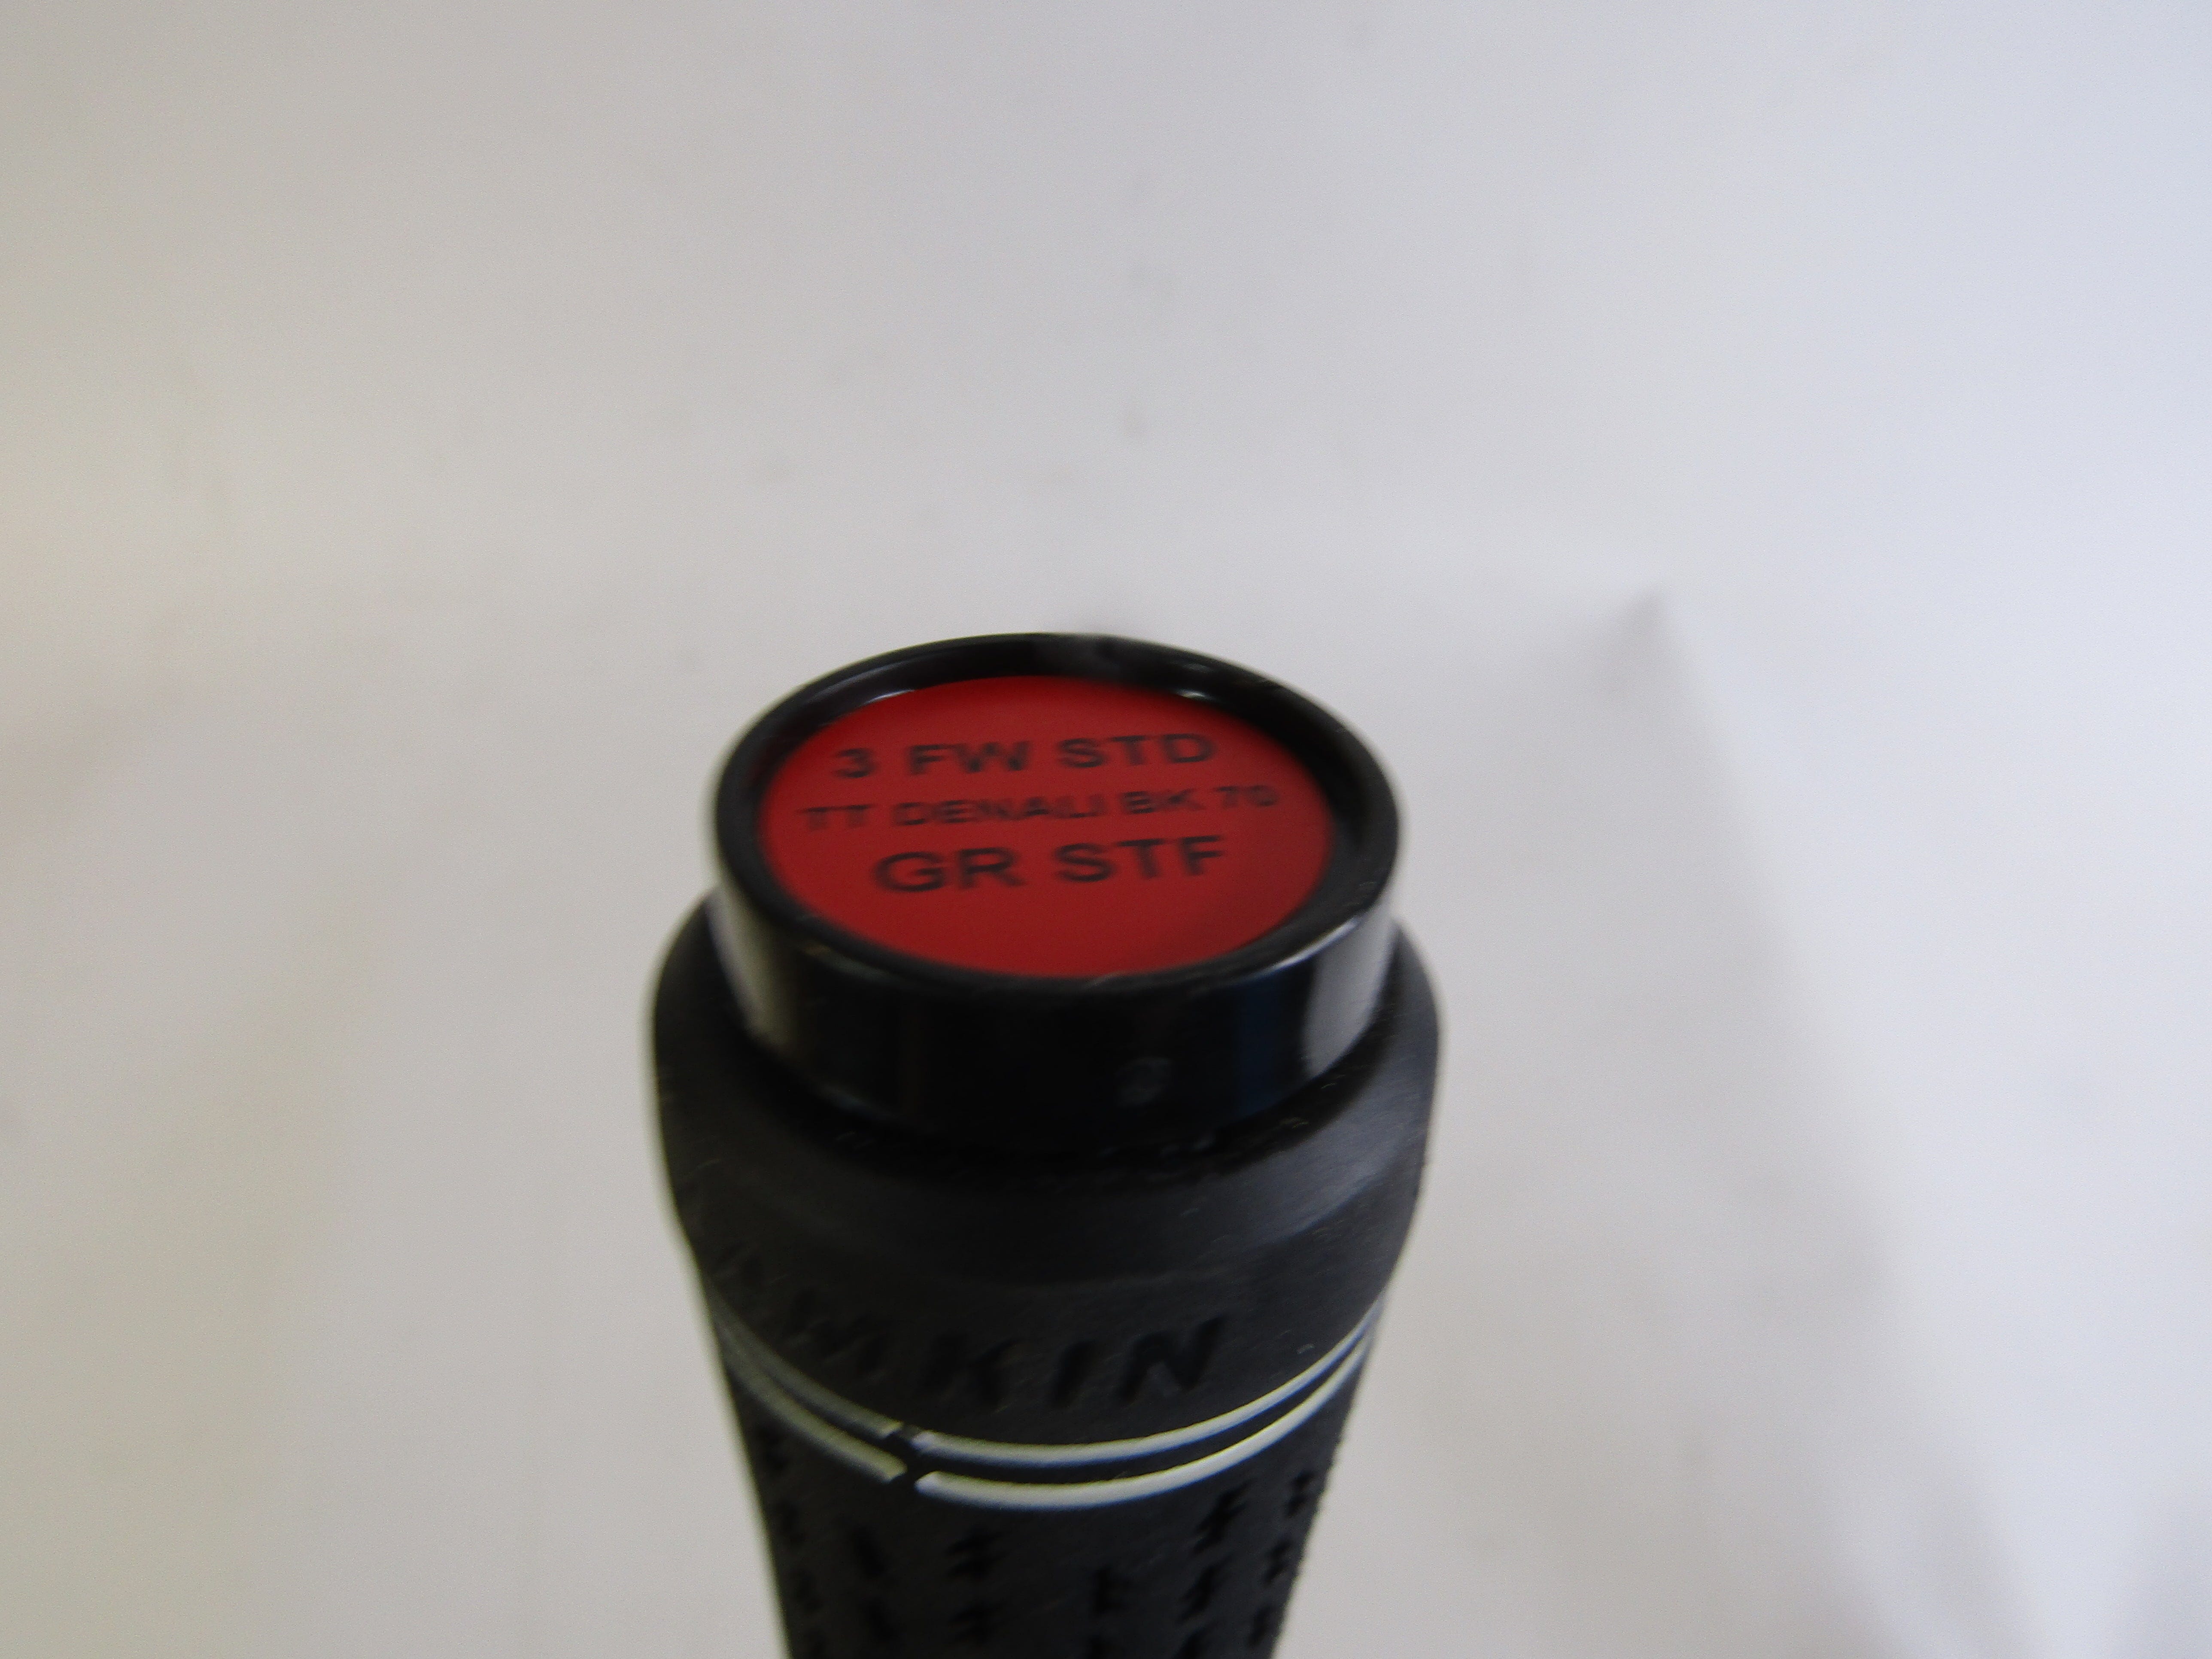 3 FW STD
TT DENALI BK 70
GR STF